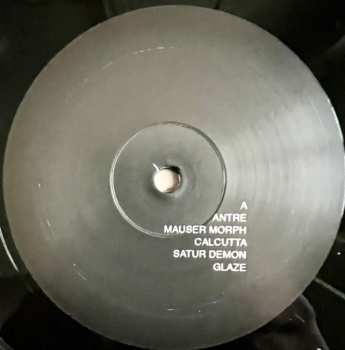 A
ANTRE
MAUSER MORPH
CALCUTTA
SATUR DEMON
GLAZE